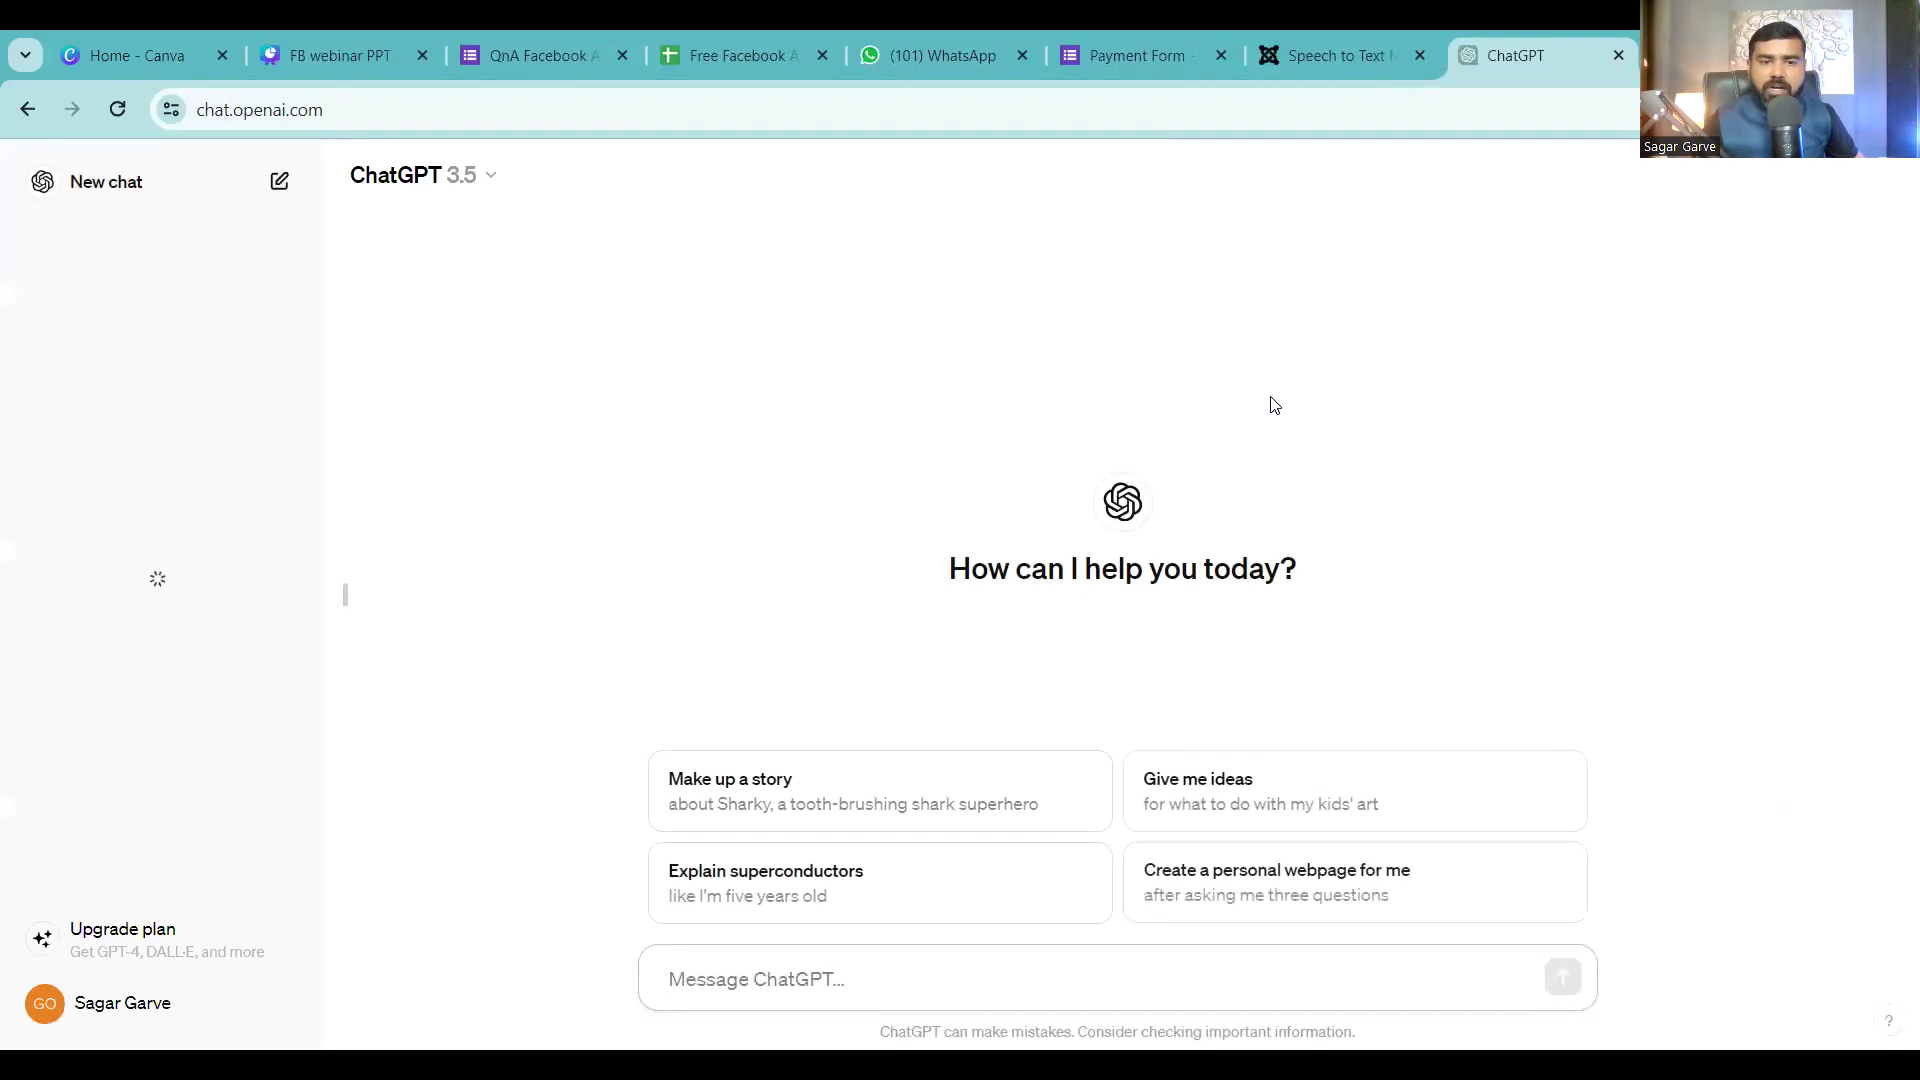 Home - Canva
FB webinar PPT -
QnA Facebook A
Free Facebook A
(101) WhatsApp
Payment Form -
Speech to Text
ChatGPT
chat.openai.com
Sagar Garve
New chat
ChatGPT 3.5
How can I help you today?
Make up a story
about Sharky, a tooth-brushing shark superhero
Give me ideas
for what to do with my kids' art
Explain superconductors
like I'm five years old
Create a personal webpage for me
after asking me three questions
Upgrade plan
Get GPT-4, DALL·E, and more
GO
Sagar Garve
Message ChatGPT...
ChatGPT can make mistakes. Consider checking important information.
?